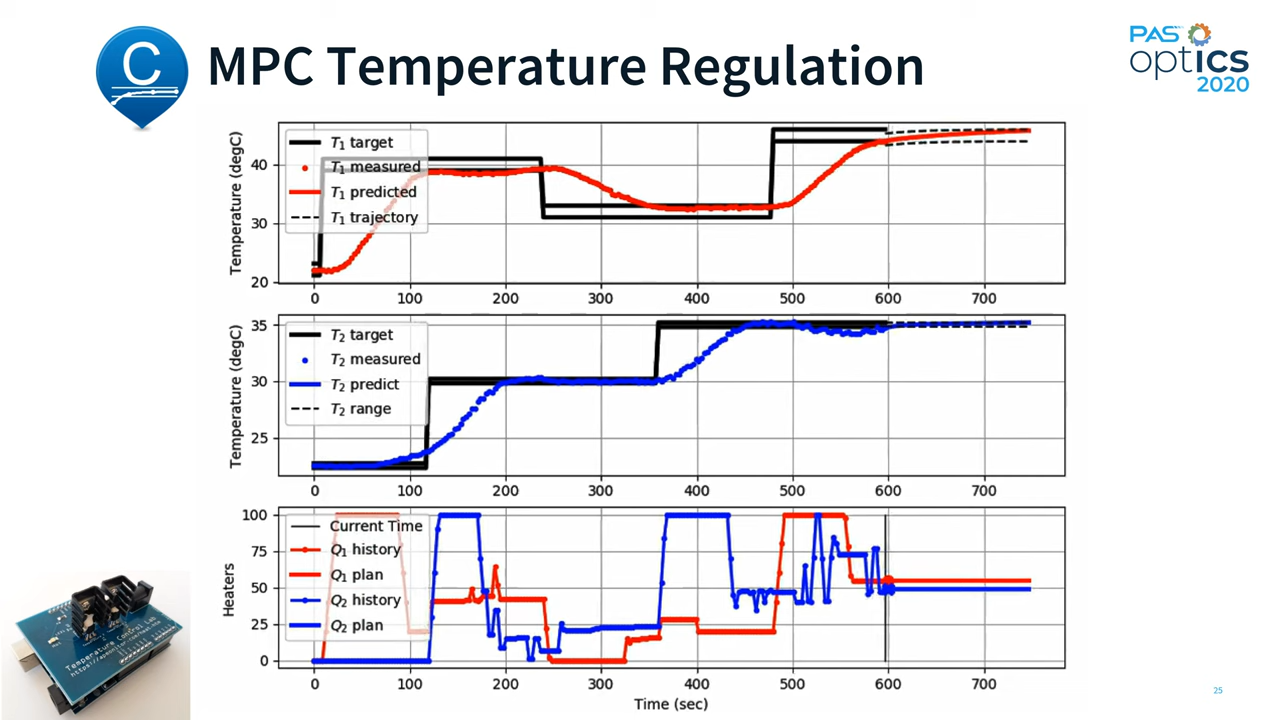 C
MPC Temperature Regulation
PAS
optICS
2020
Temperature (degC)
T₁ target
T₁ measured
T₁ predicted
T₁ trajectory
40
30
20
0 100 200 300 400 500 600 700
Temperature (degC)
T₂ target
T₂ measured
T₂ predict
T₂ range
35
30
25
0 100 200 300 400 500 600 700
Heaters
Current Time
Q₁ history
Q₁ plan
Q₂ history
Q₂ plan
100
75
50
25
0
0 100 200 300 400 500 600 700
Time (sec)
Temperature Control Lab
25